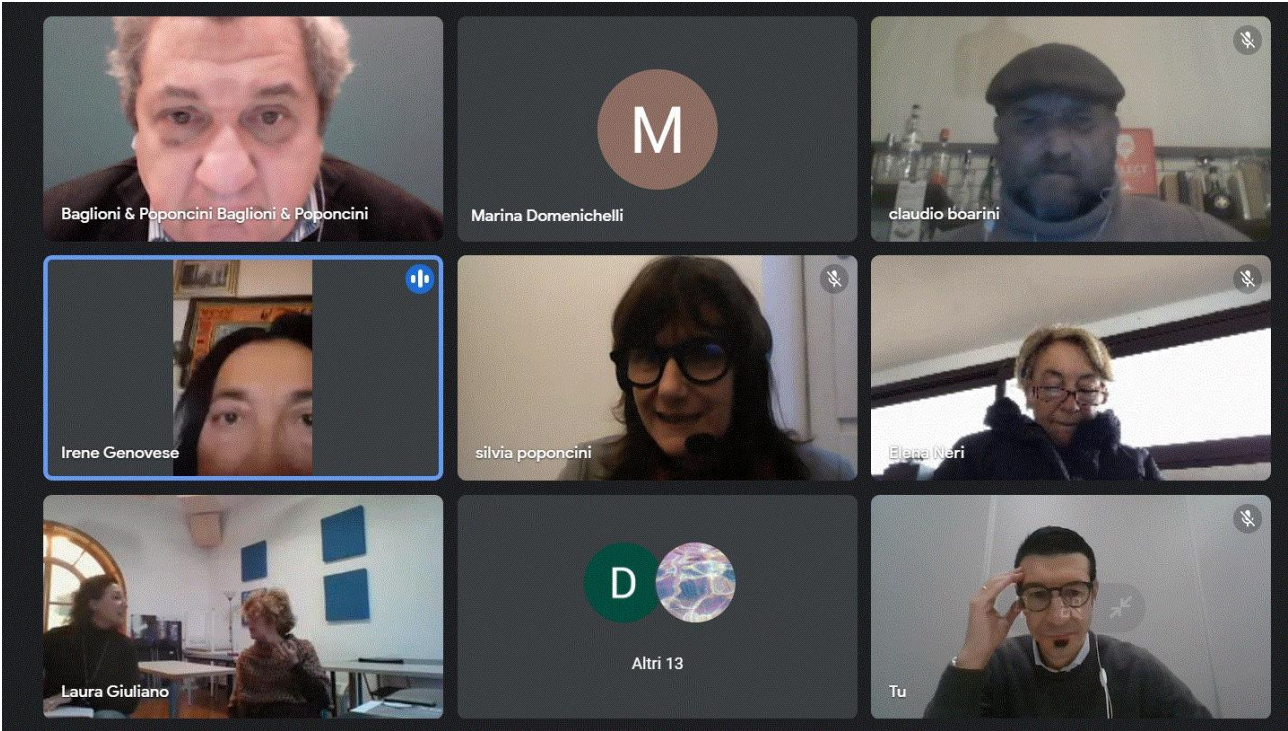 Baglioni & Poponcini Baglioni & Poponcini
M
Marina Domenichelli
claudio boarini
Irene Genovese
silvia poponcini
Elena Neri
Laura Giuliano
D
Altri 13
Tu